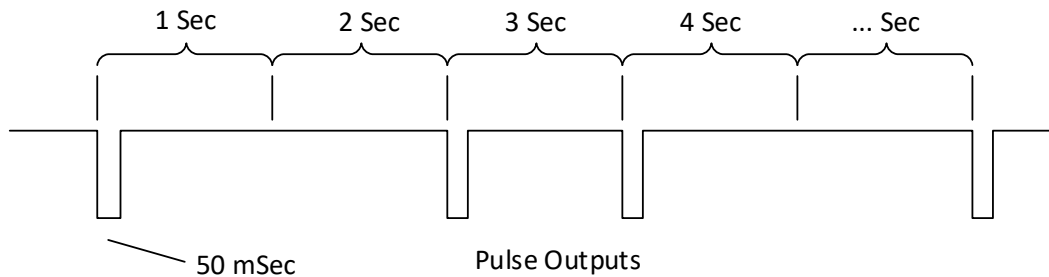 1 Sec
2 Sec
3 Sec
4 Sec
... Sec
50 mSec
Pulse Outputs